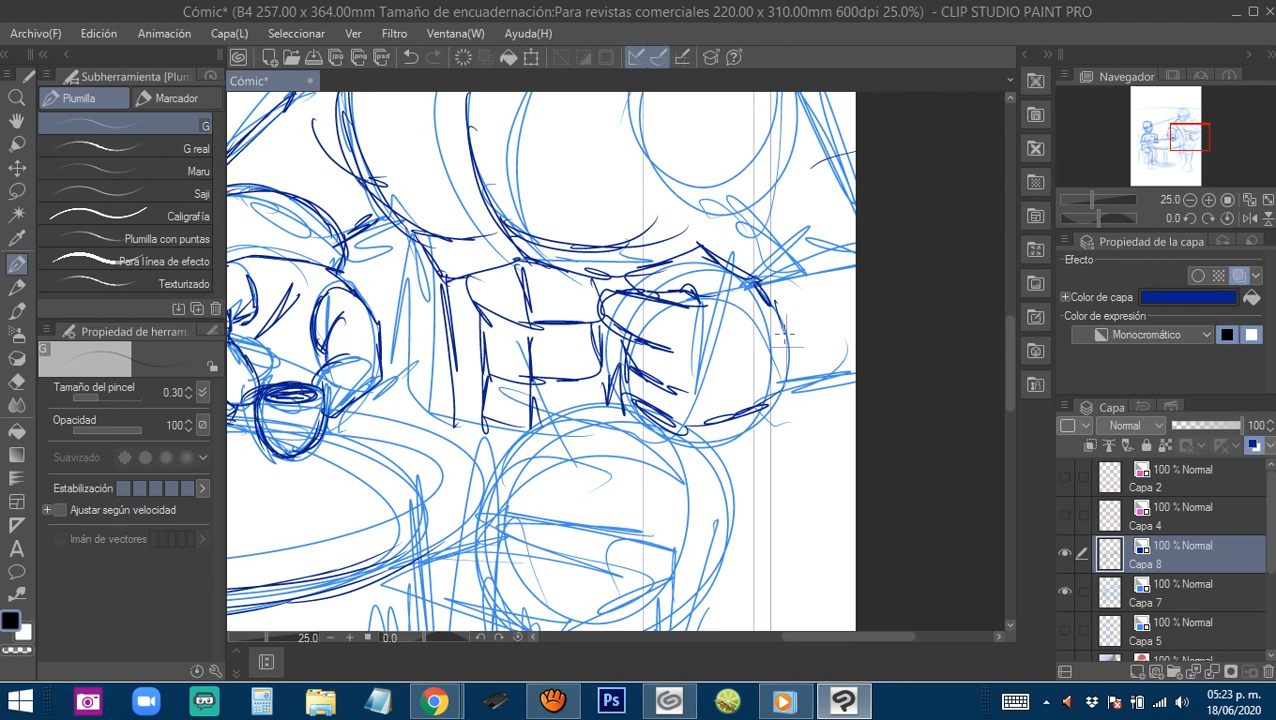 Cómic* (B4 257.00 x 364.00mm Tamaño de encuadernación:Para revistas comerciales 220.00 x 310.00mm 600dpi 25.0%) - CLIP STUDIO PAINT PRO
Archivo(F) Edición Animación Capa(L) Seleccionar Ver Filtro Ventana(W) Ayuda(H)
Subherramienta [Plum
Cómic*
Navegador
Plumilla Marcador
G
G real
Maru
Saji
Caligrafía
Plumilla con puntas
Para línea de efecto
Texturizado
25.0
0.0
Propiedad de la capa
Efecto
Color de capa
Color de expresión
Monocromático
Propiedad de herram
G
Tamaño del pincel 0.30
Opacidad 100
Suavizado
Estabilización
Ajustar según velocidad
Imán de vectores
Capa
Normal 100
100 % Normal
Capa 2
100 % Normal
Capa 4
100 % Normal
Capa 8
100 % Normal
Capa 7
100 % Normal
Capa 5
100 % Normal
25.0 0.0
Ps
05:23 p. m.
18/06/2020